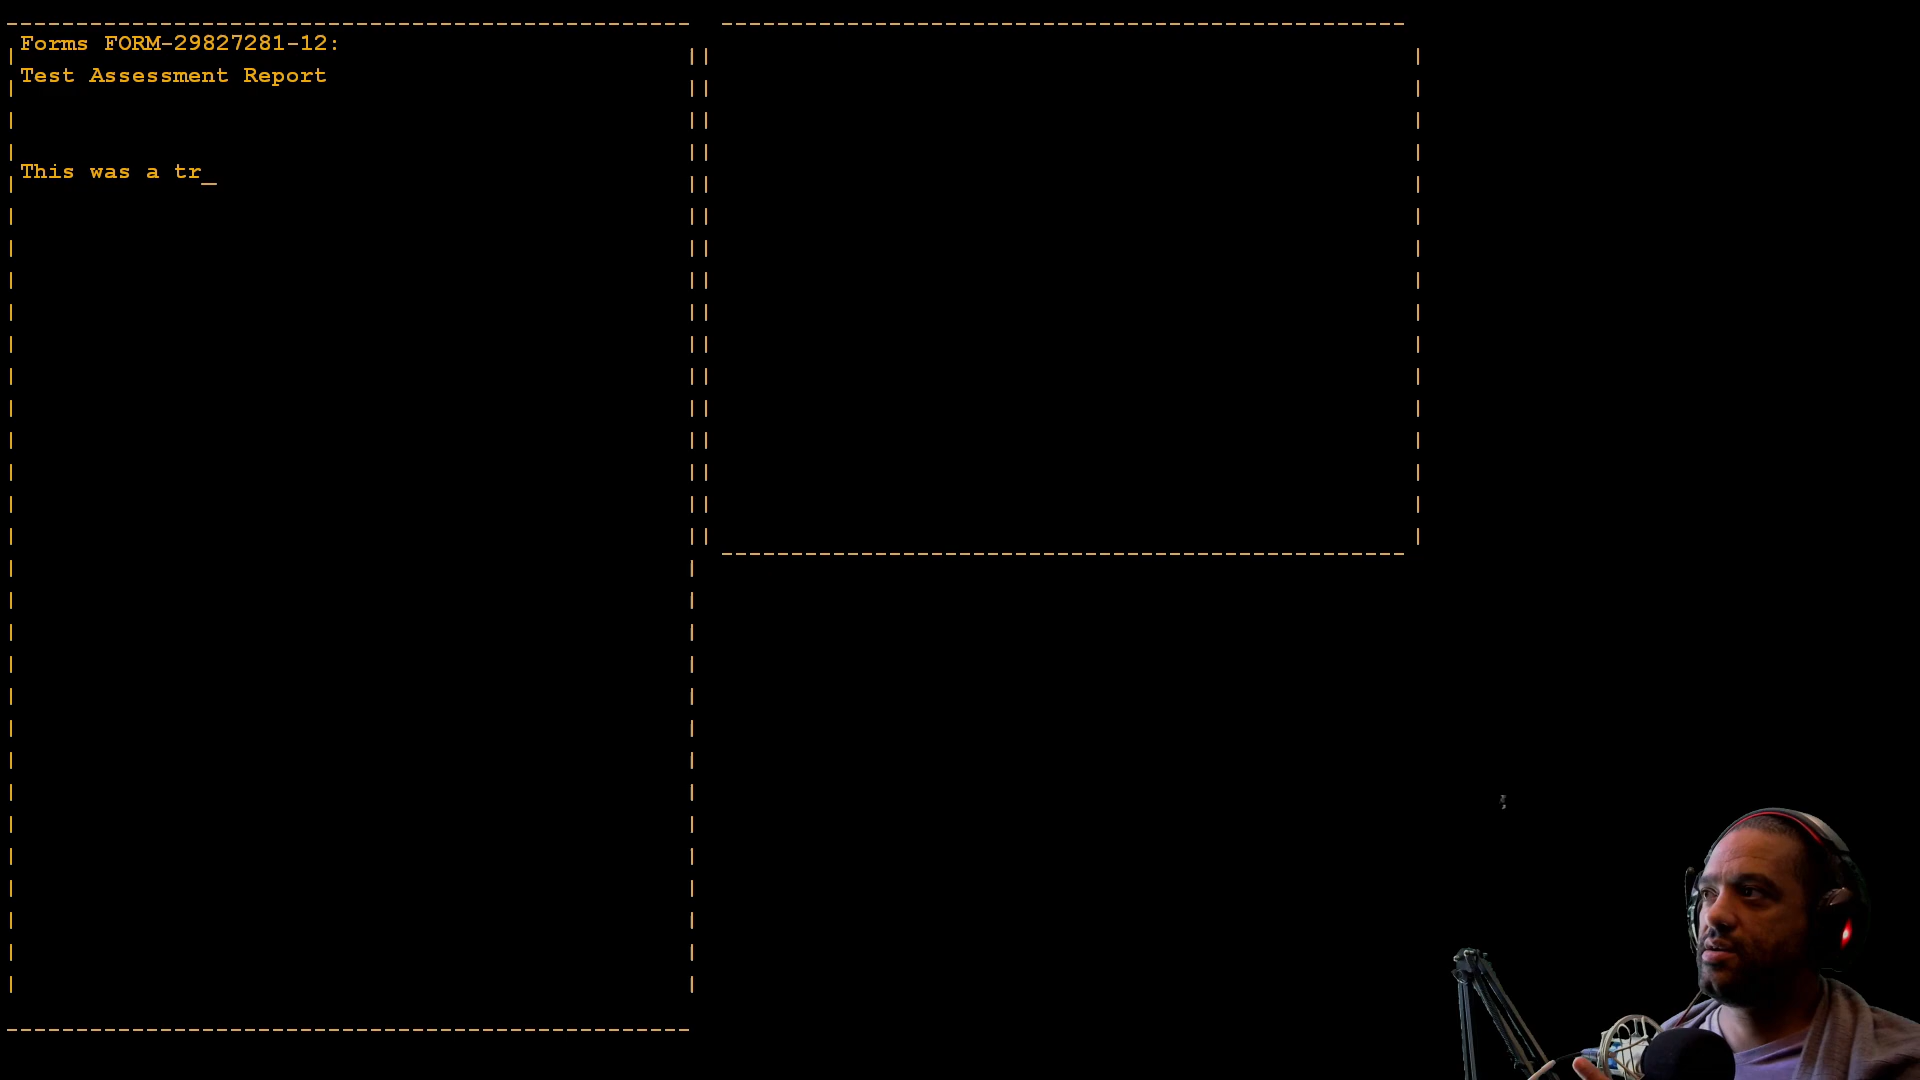 Forms FORM-29827281-12:
Test Assessment Report
This was a tr_